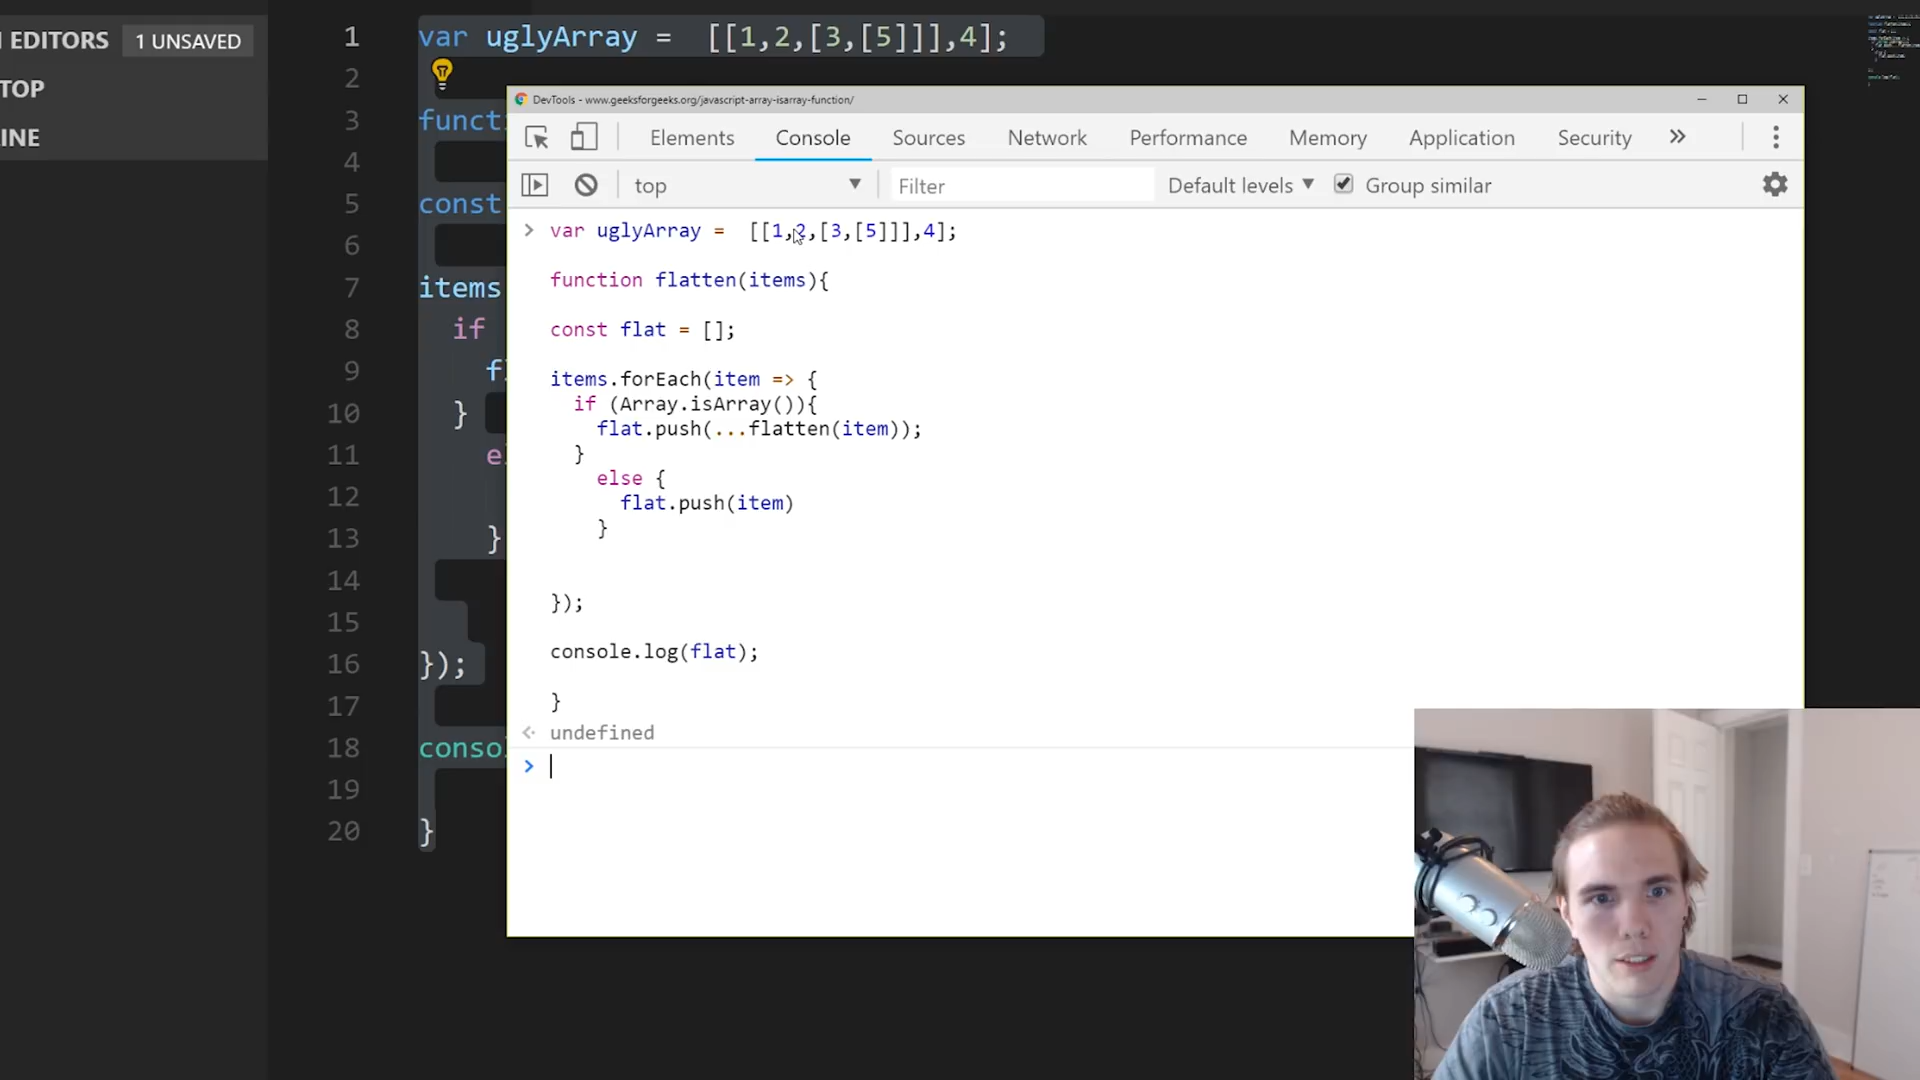 EDITORS 1 UNSAVED
TOP
INE
1 var uglyArray =  [[1,2,[3,[5]]],4];
2
3 functi
4
5 const
6
7 items
8 if
9 f
10 }
11 e
12
13 }
14
15
16 });
17
18 conso
19
20 }
DevTools - www.geeksforgeeks.org/javascript-array-isarray-function/
Elements Console Sources Network Performance Memory Application Security »
top Filter Default levels Group similar
> var uglyArray =  [[1,2,[3,[5]]],4];
function flatten(items){
const flat = [];
items.forEach(item => {
if (Array.isArray()){
flat.push(...flatten(item));
}
else {
flat.push(item)
}
});
console.log(flat);
}
undefined
>